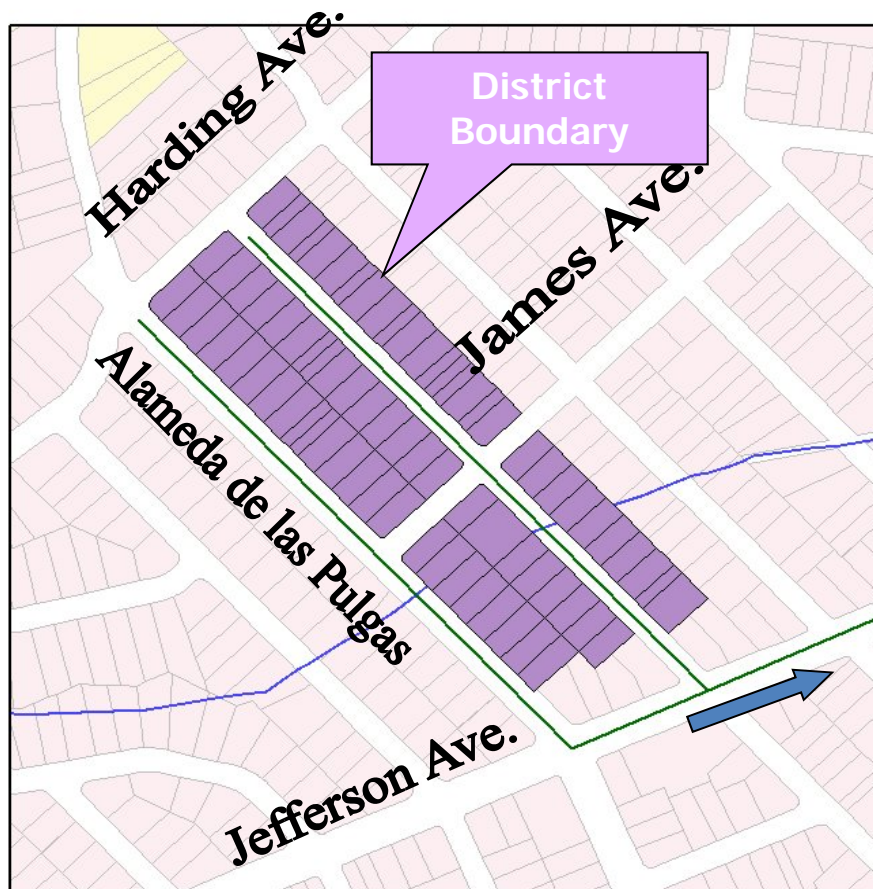 Harding Ave.
District
Boundary
James Ave.
Alameda de las Pulgas
Jefferson Ave.